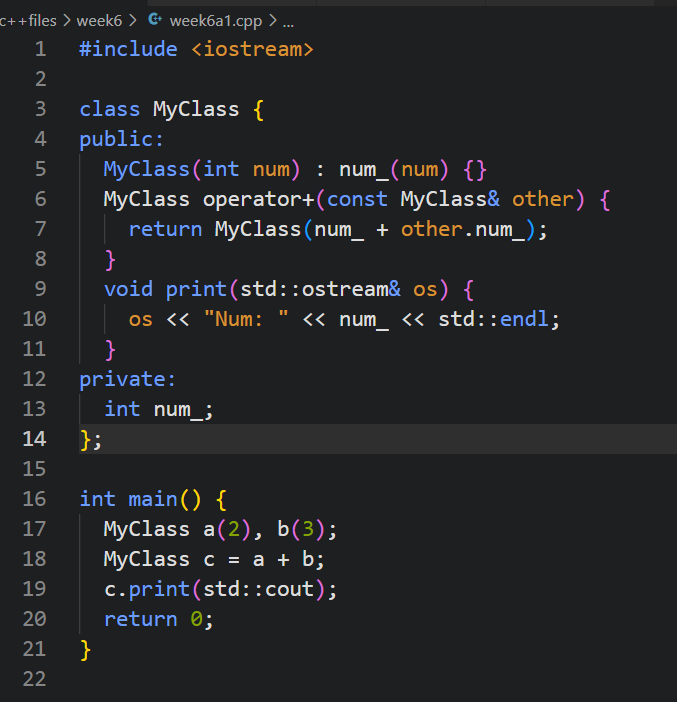 c++files > week6 > week6a1.cpp > ...
1 #include <iostream>
2
3 class MyClass {
4 public:
5   MyClass(int num) : num_(num) {}
6   MyClass operator+(const MyClass& other) {
7     return MyClass(num_ + other.num_);
8   }
9   void print(std::ostream& os) {
10     os << "Num: " << num_ << std::endl;
11   }
12 private:
13   int num_;
14 };
15
16 int main() {
17   MyClass a(2), b(3);
18   MyClass c = a + b;
19   c.print(std::cout);
20   return 0;
21 }
22